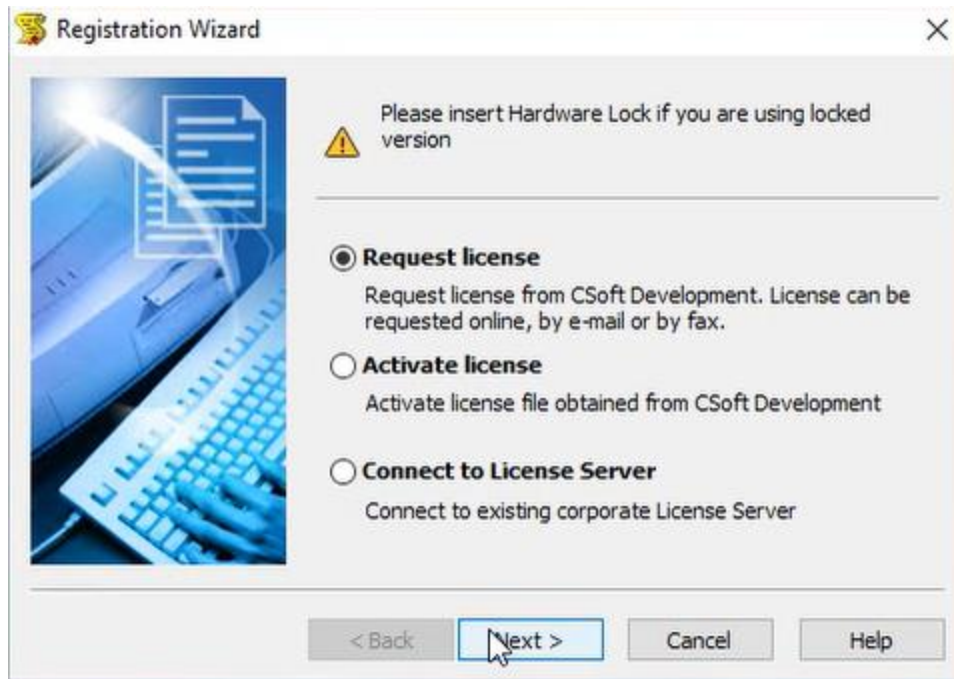 Registration Wizard
Please insert Hardware Lock if you are using locked
version
Request license
Request license from CSoft Development. License can be
requested online, by e-mail or by fax.
Activate license
Activate license file obtained from CSoft Development
Connect to License Server
Connect to existing corporate License Server
< Back Next > Cancel Help